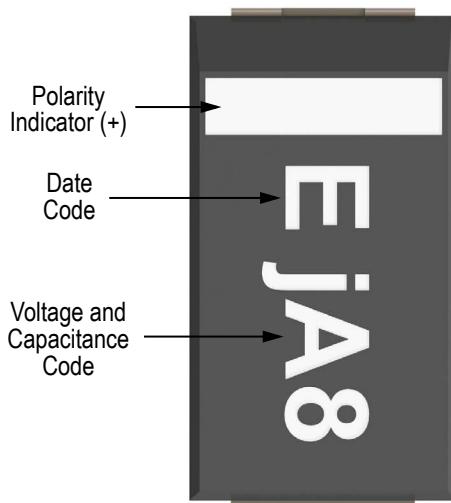 Polarity
Indicator (+)
Date
Code
Voltage and
Capacitance
Code
E jA8